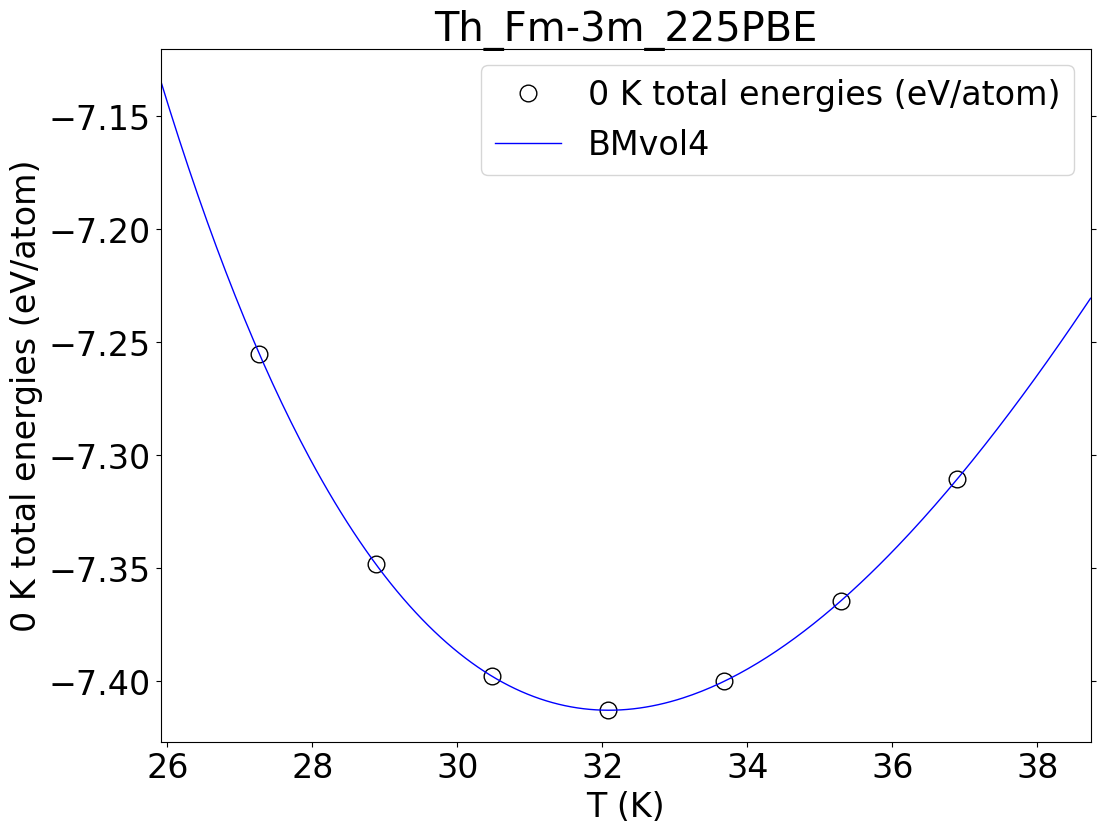 Th_Fm-3m_225PBE
0 K total energies (eV/atom)
BMvol4
0 K total energies (eV/atom)
−7.15
−7.20
−7.25
−7.30
−7.35
−7.40
26 28 30 32 34 36 38
T (K)